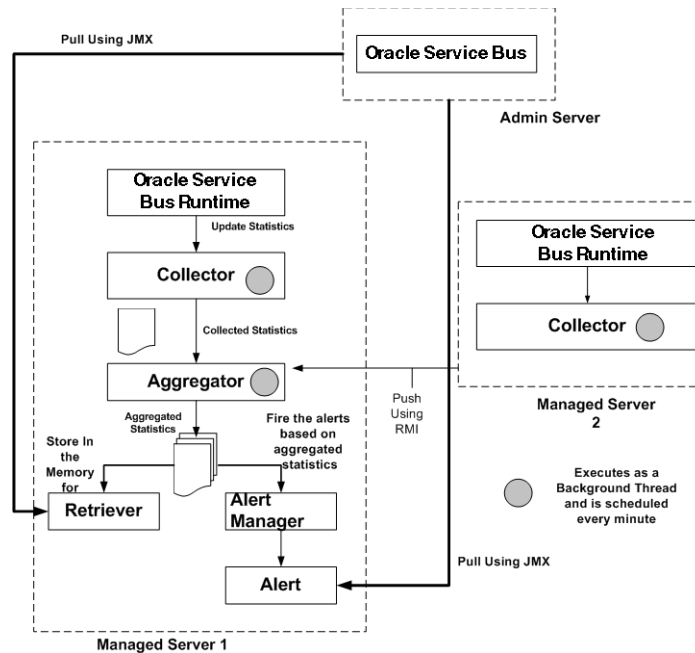 Pull Using JMX
Oracle Service Bus
Admin Server
Oracle Service
Bus Runtime
Update Statistics
Collector
Collected Statistics
Aggregator
Aggregated
Statistics
Fire the alerts
based on
aggregated
statistics
Store In
the
Memory
for
Retriever
Alert
Manager
Alert
Managed Server 1
Oracle Service
Bus Runtime
Collector
Managed Server
2
Push
Using
RMI
Executes as a
Background Thread
and is scheduled
every minute
Pull Using JMX